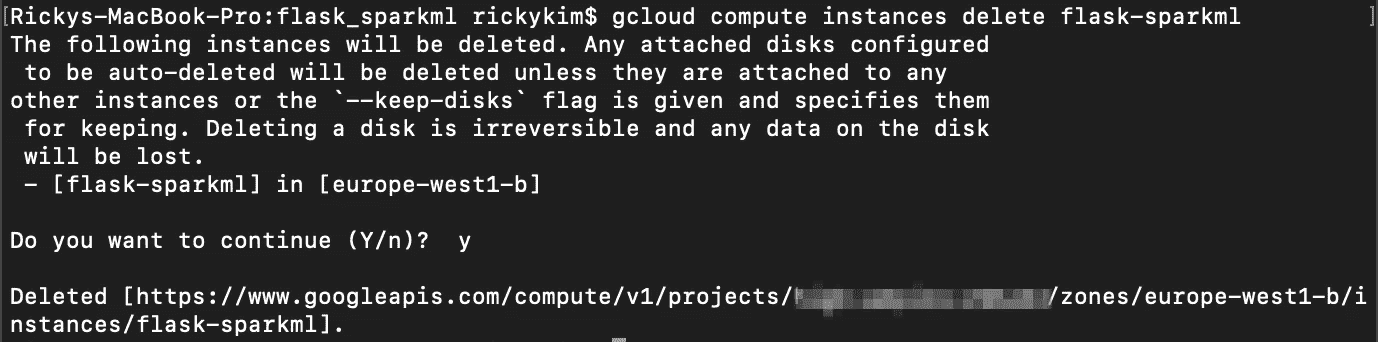 [Rickys-MacBook-Pro:flask_sparkml rickykim$ gcloud compute instances delete flask-sparkml ]
The following instances will be deleted. Any attached disks configured
to be auto-deleted will be deleted unless they are attached to any
other instances or the `--keep-disks` flag is given and specifies them
for keeping. Deleting a disk is irreversible and any data on the disk
will be lost.
- [flask-sparkml] in [europe-west1-b]
Do you want to continue (Y/n)?  y
Deleted [https://www.googleapis.com/compute/v1/projects/ /zones/europe-west1-b/i
nstances/flask-sparkml].